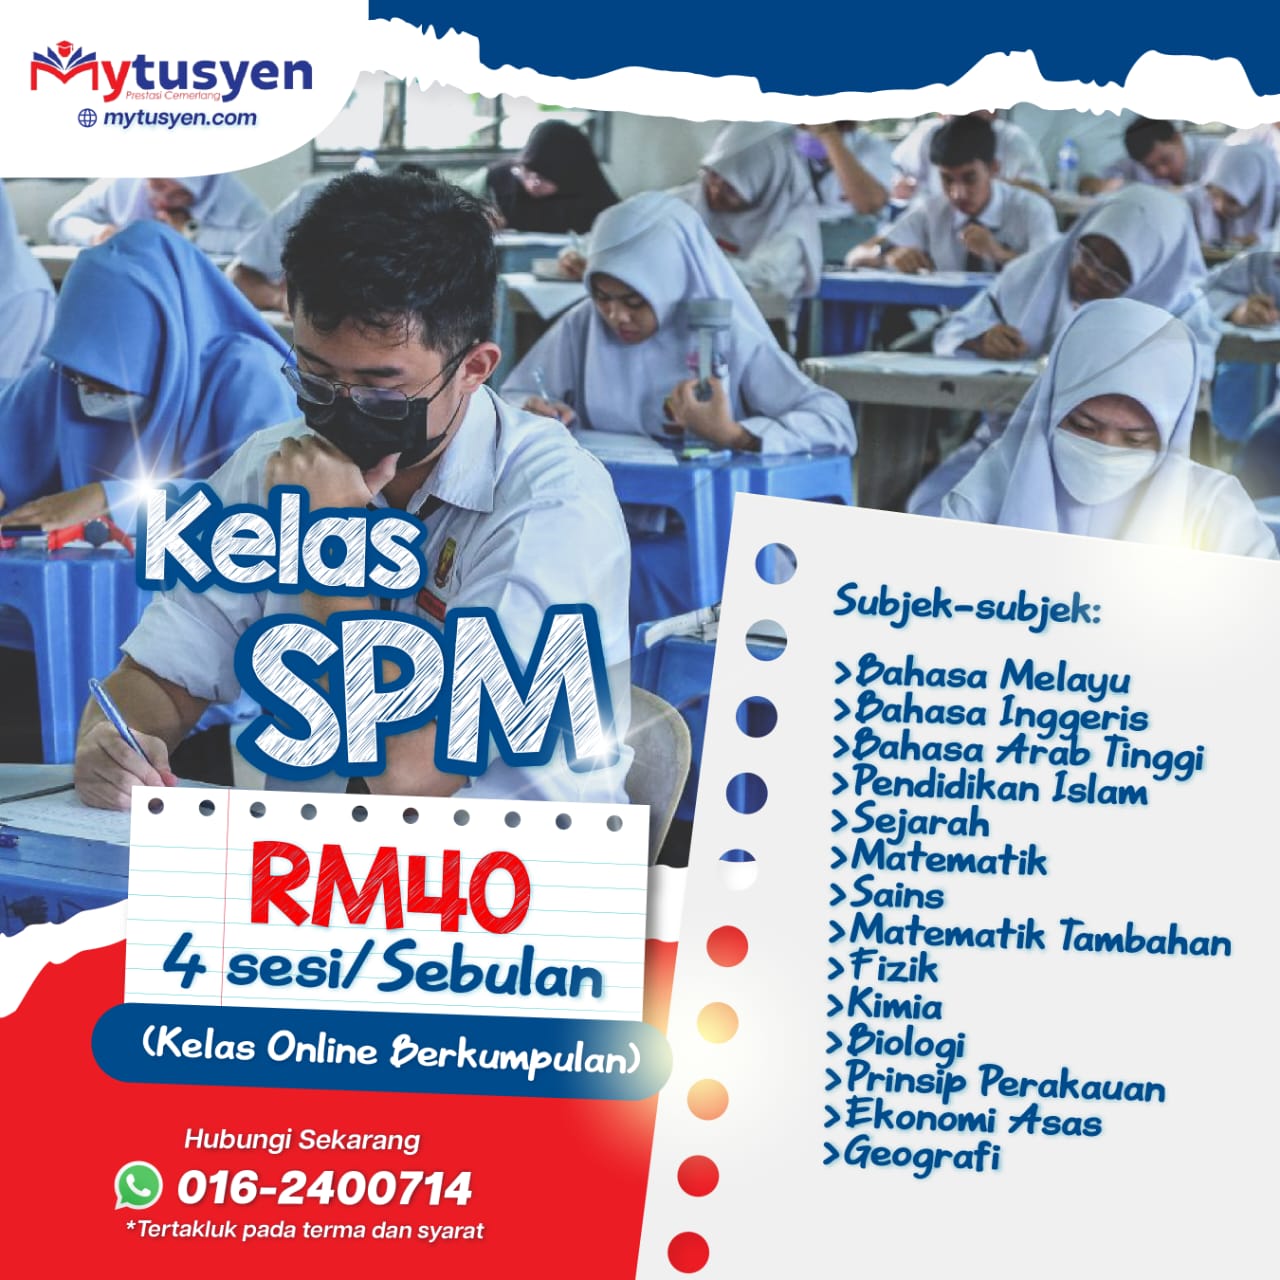 Mytusyen
Prestasi Cemerlang
mytusyen.com
Kelas
SPM
RM40
4 sesi/Sebulan
(Kelas Online Berkumpulan)
Hubungi Sekarang
016-2400714
*Tertakluk pada terma dan syarat
Subjek-subjek:
>Bahasa Melayu
>Bahasa Inggeris
>Bahasa Arab Tinggi
>Pendidikan Islam
>Sejarah
>Matematik
>Sains
>Matematik Tambahan
>Fizik
>Kimia
>Biologi
>Prinsip Perakauan
>Ekonomi Asas
>Geografi